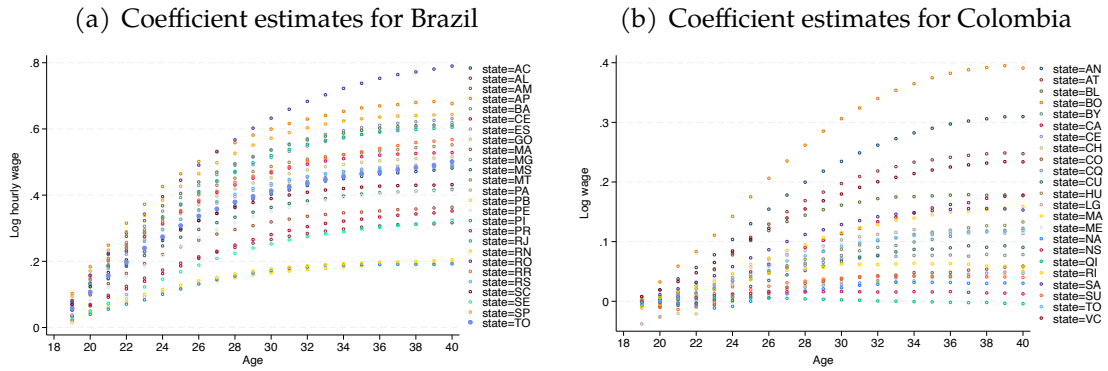 (a) Coefficient estimates for Brazil
.8
.6
.4
.2
0
Log hourly wage
18 20 22 24 26 28 30 32 34 36 38 40
Age
state=AC
state=AL
state=AM
state=AP
state=BA
state=CE
state=ES
state=GO
state=MA
state=MG
state=MS
state=MT
state=PA
state=PB
state=PE
state=PI
state=PR
state=RJ
state=RN
state=RO
state=RR
state=RS
state=SC
state=SE
state=SP
state=TO
(b) Coefficient estimates for Colombia
.4
.3
.2
.1
0
Log wage
18 20 22 24 26 28 30 32 34 36 38 40
Age
state=AN
state=AT
state=BL
state=BO
state=BY
state=CA
state=CE
state=CH
state=CO
state=CQ
state=CU
state=HU
state=LG
state=MA
state=ME
state=NA
state=NS
state=QI
state=RI
state=SA
state=SU
state=TO
state=VC